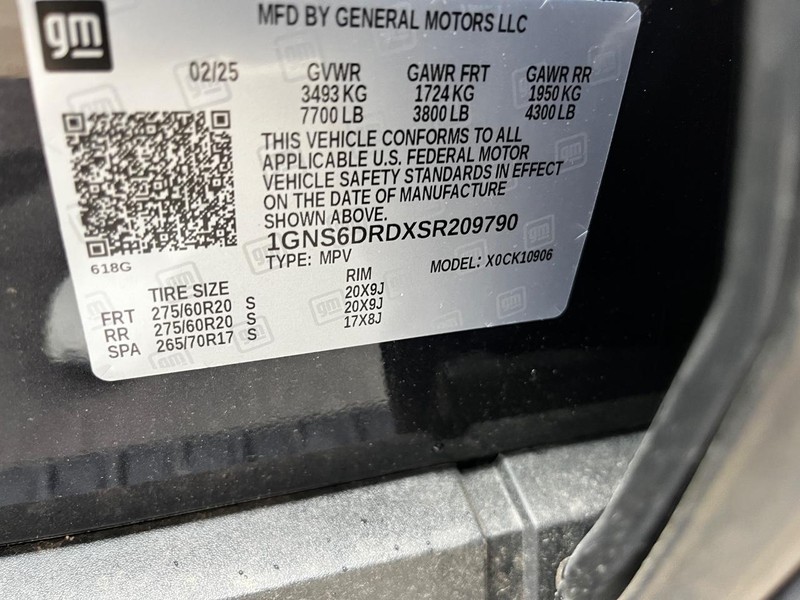 gm
MFD BY GENERAL MOTORS LLC
02/25 GVWR GAWR FRT GAWR RR
3493 KG 1724 KG 1950 KG
7700 LB 3800 LB 4300 LB
THIS VEHICLE CONFORMS TO ALL
APPLICABLE U.S. FEDERAL MOTOR
VEHICLE SAFETY STANDARDS IN EFFECT
ON THE DATE OF MANUFACTURE
SHOWN ABOVE.
1GNS6DRDXSR209790
618G
TYPE: MPV MODEL: X0CK10906
TIRE SIZE RIM
FRT 275/60R20 S 20X9J
RR 275/60R20 S 20X9J
SPA 265/70R17 S 17X8J